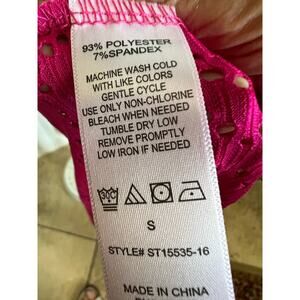 93% POLYESTER
7%SPANDEX
MACHINE WASH COLD
WITH LIKE COLORS
GENTLE CYCLE
USE ONLY NON-CHLORINE
BLEACH WHEN NEEDED
TUMBLE DRY LOW
REMOVE PROMPTLY
LOW IRON IF NEEDED
30C
S
STYLE# ST15535-16
MADE IN CHINA